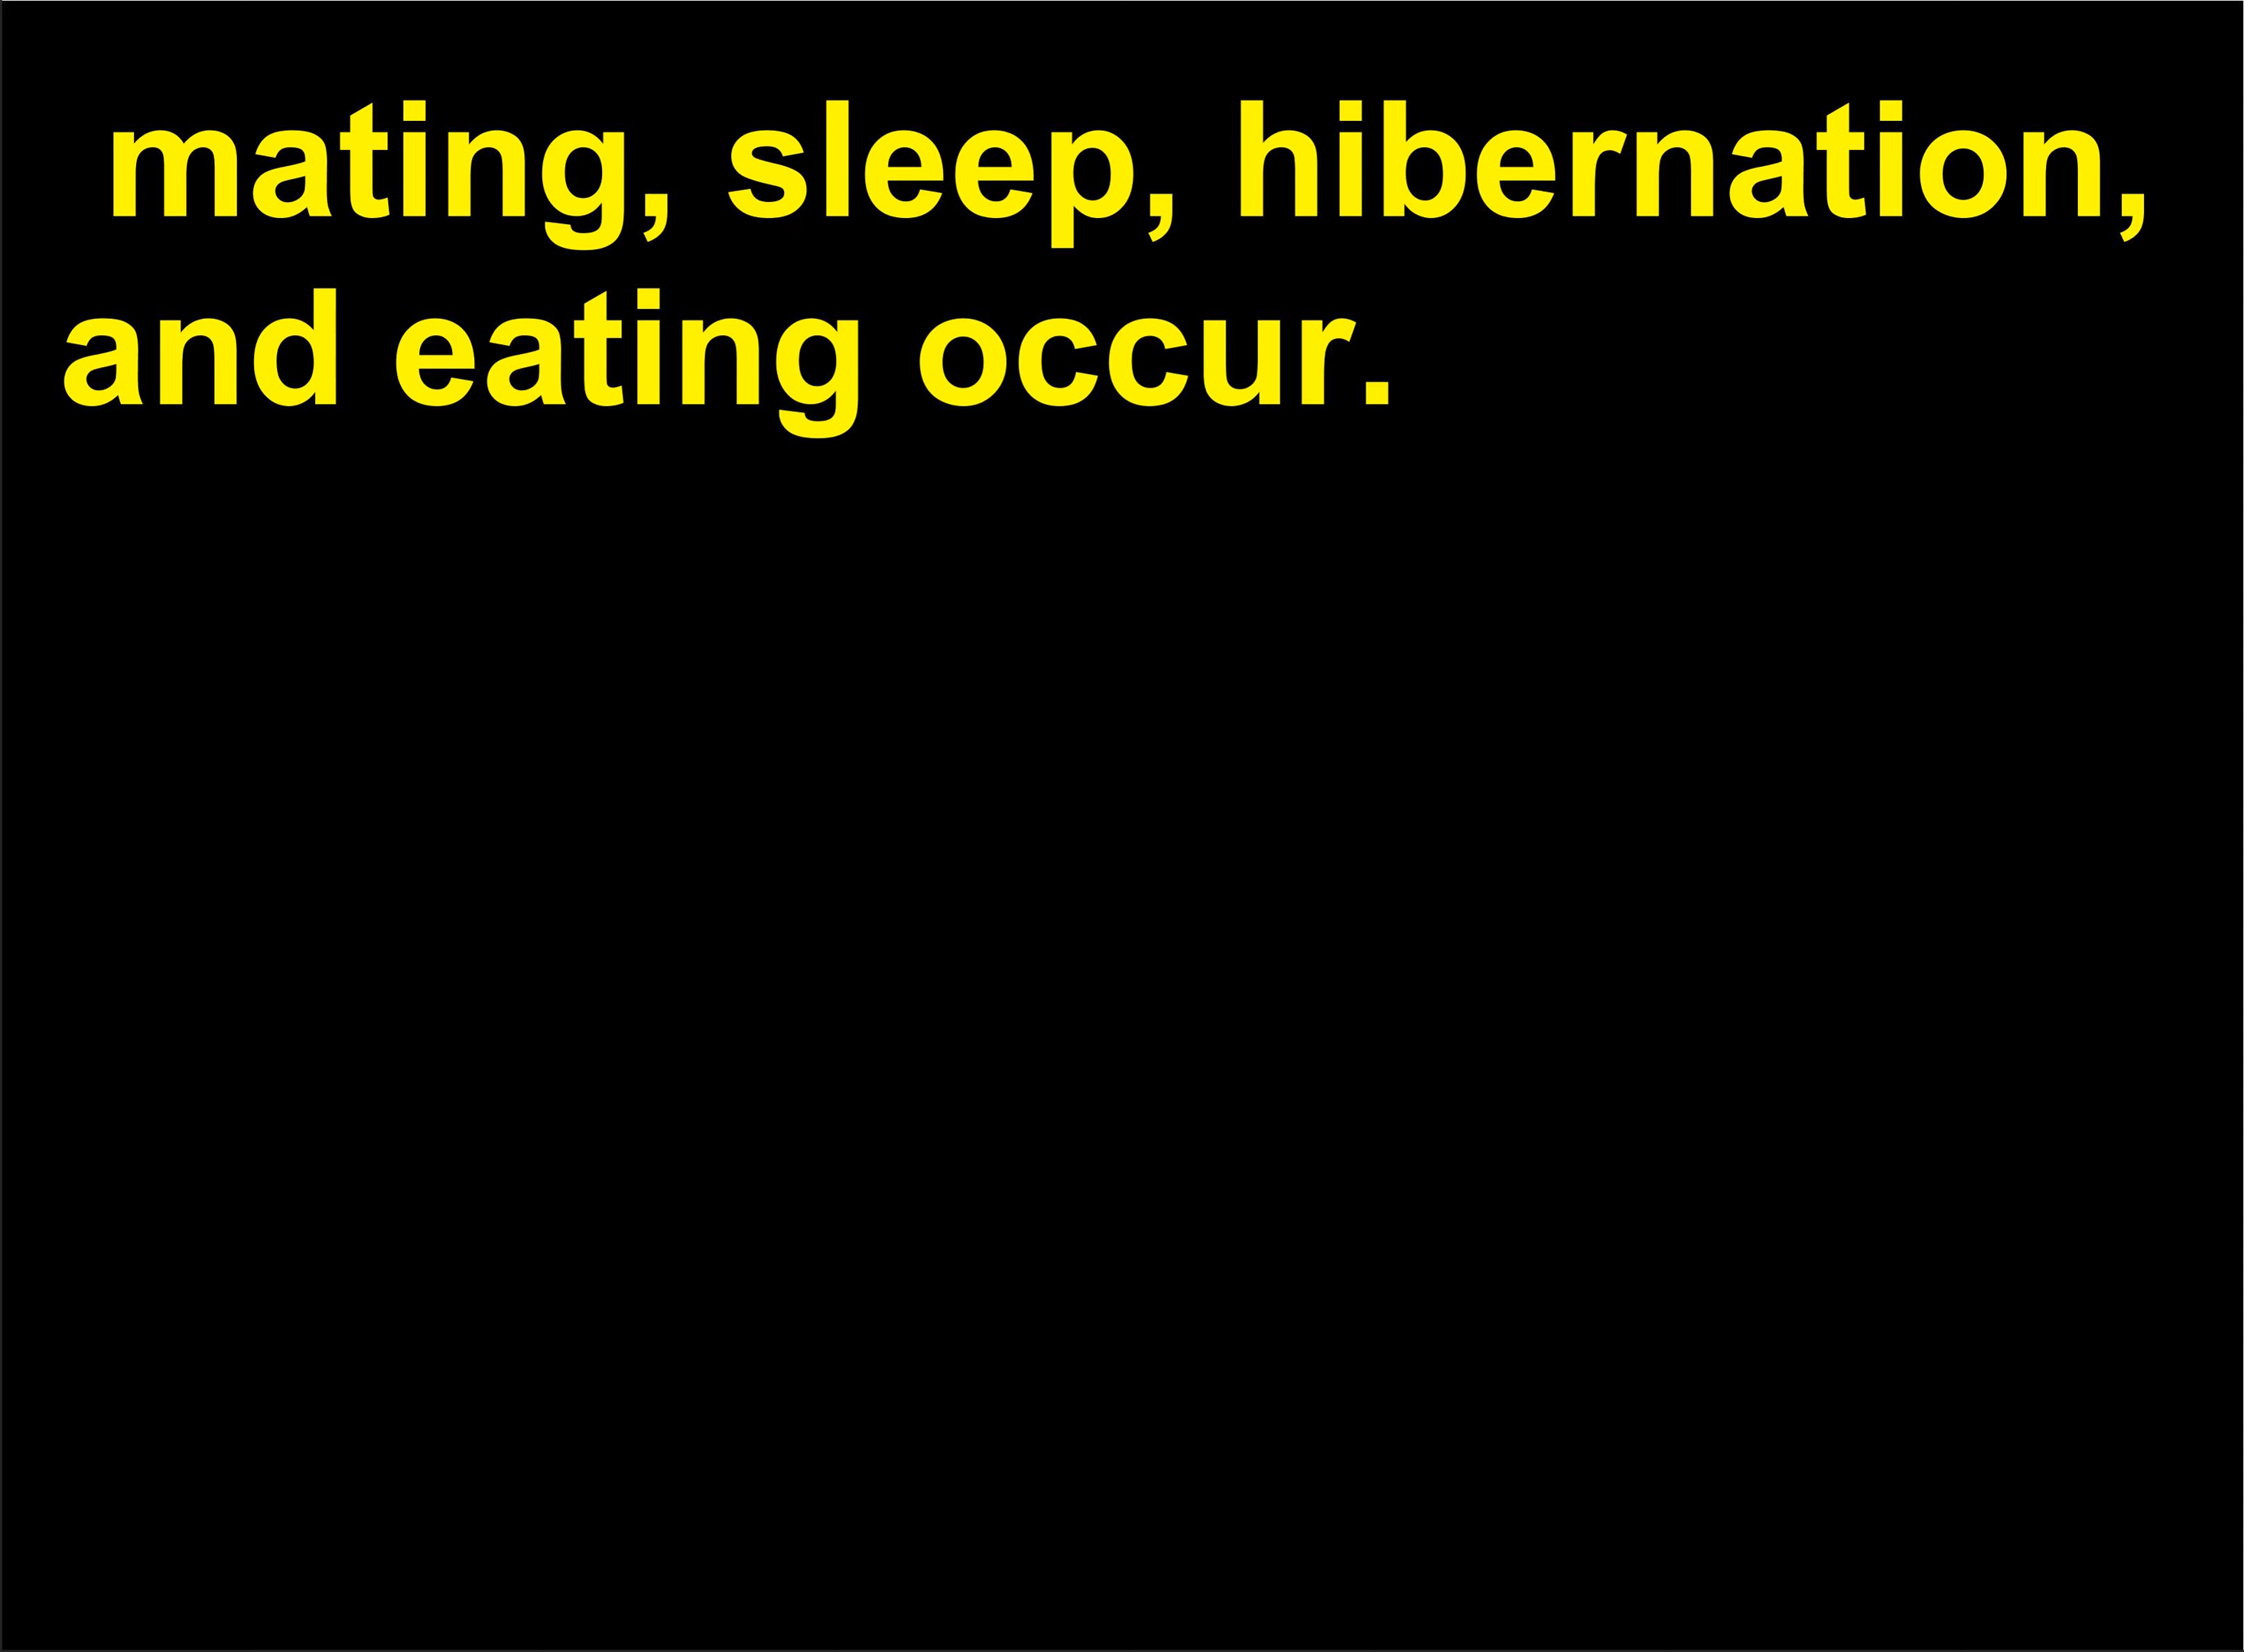 mating, sleep, hibernation,
and eating occur.